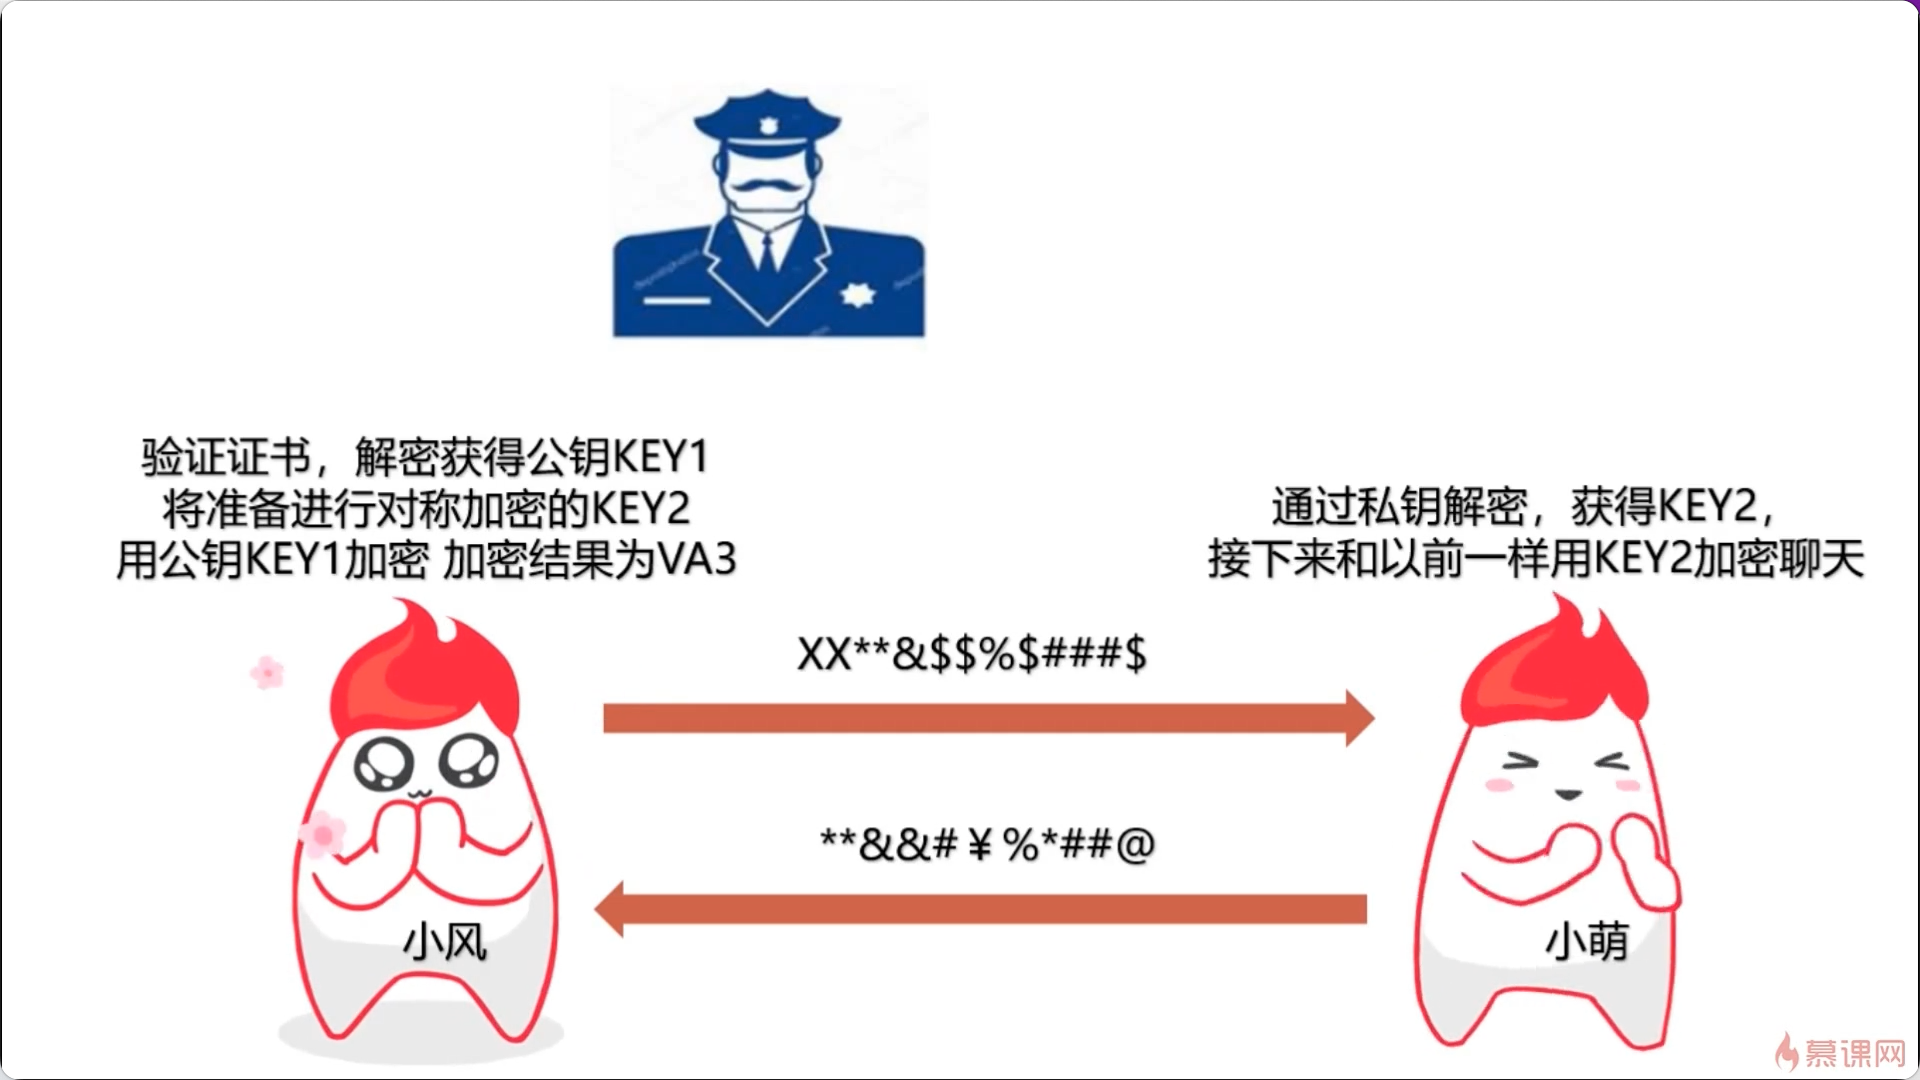 验证证书，解密获得公钥KEY1
将准备进行对称加密的KEY2
用公钥KEY1加密 加密结果为VA3
通过私钥解密，获得KEY2，
接下来和以前一样用KEY2加密聊天
XX**&$$%$###$
**&&#￥%*##@
小风
小萌
慕课网